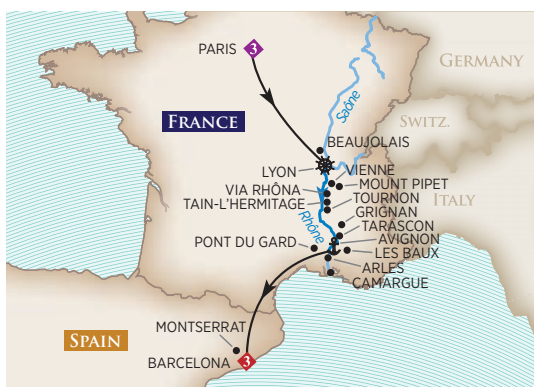 PARIS
3
GERMANY
Saône
FRANCE
SWITZ.
BEAUJOLAIS
LYON
VIENNE
MOUNT PIPET
VIA RHÔNA
ITALY
TOURNON
TAIN-L'HERMITAGE
GRIGNAN
Rhône
TARASCON
AVIGNON
PONT DU GARD
LES BAUX
ARLES
CAMARGUE
MONTSERRAT
SPAIN
BARCELONA
3